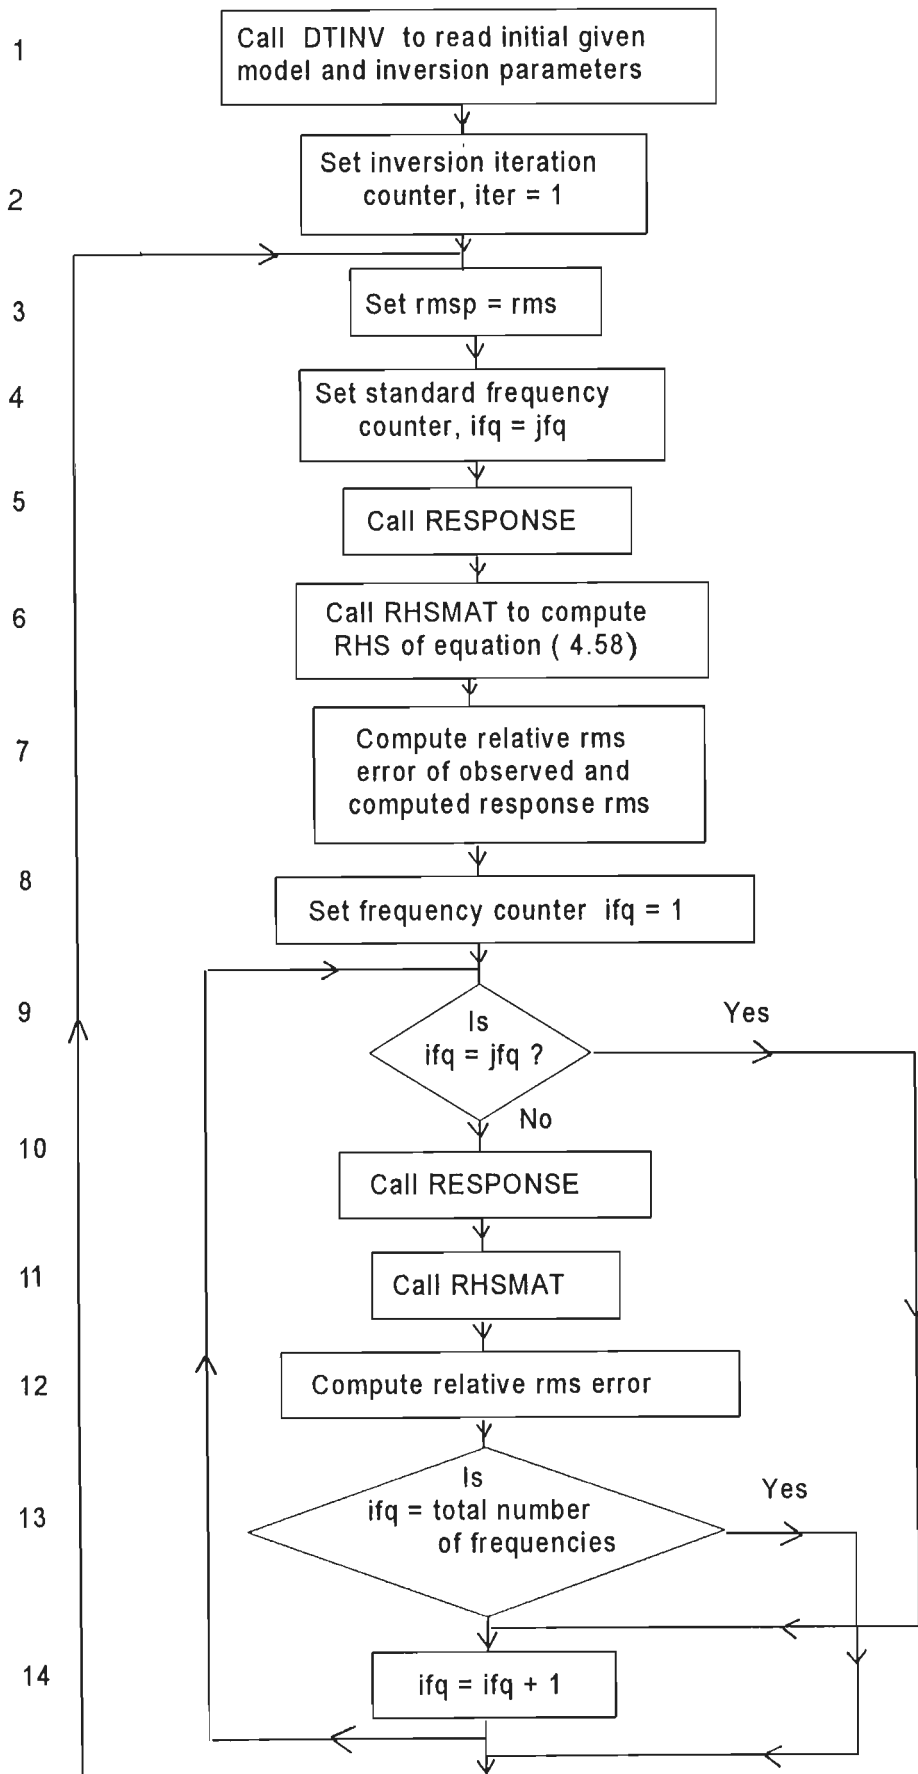 1
Call DTINV to read initial given
model and inversion parameters
2
Set inversion iteration
counter, iter = 1
3
Set rmsp = rms
4
Set standard frequency
counter, ifq = jfq
5
Call RESPONSE
6
Call RHSMAT to compute
RHS of equation ( 4.58)
7
Compute relative rms
error of observed and
computed response rms
8
Set frequency counter ifq = 1
9
Is
ifq = jfq ?
Yes
No
10
Call RESPONSE
11
Call RHSMAT
12
Compute relative rms error
13
Is
ifq = total number
of frequencies
Yes
14
ifq = ifq + 1